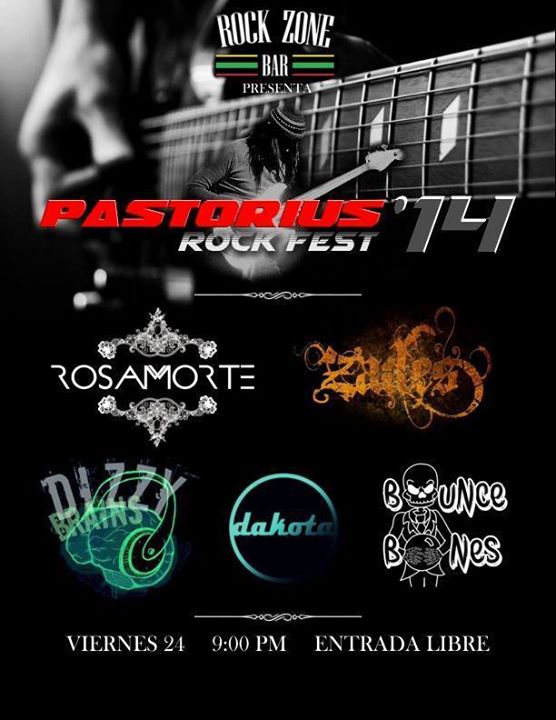 ROCK ZONE
BAR
PRESENTA
PASTORIUS '14
ROCK FEST
ROSAMORTE
Zades
DIZZY
BRAINS
dakota
BOUNCE
BONES
VIERNES 24 9:00 PM ENTRADA LIBRE